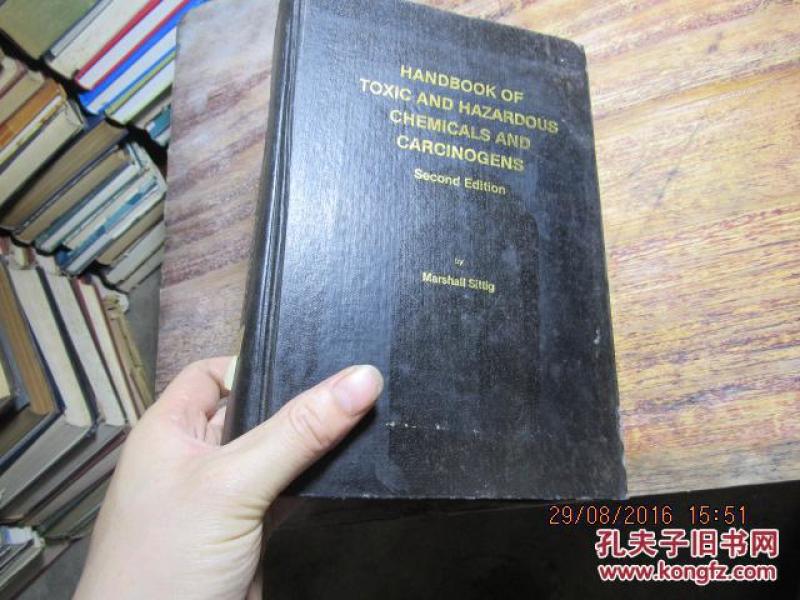 HANDBOOK OF
TOXIC AND HAZARDOUS
CHEMICALS AND
CARCINOGENS
Second Edition
by
Marshall Sittig
29/08/2016 15:51
孔夫子旧书网
www.kongfz.com